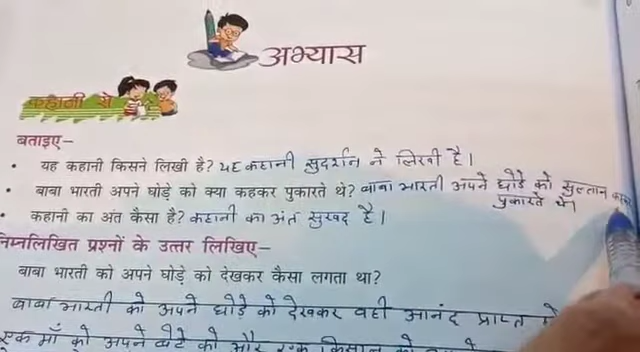 अभ्यास
कहानी से
बताइए–
• यह कहानी किसने लिखी है? यह कहानी सुदर्शन ने लिखी है।
• बाबा भारती अपने घोड़े को क्या कहकर पुकारते थे? बाबा भारती अपने घोड़े को सुल्तान कहकर
पुकारते थे।
• कहानी का अंत कैसा है? कहानी का अंत सुखद है।
निम्नलिखित प्रश्नों के उत्तर लिखिए–
बाबा भारती को अपने घोड़े को देखकर कैसा लगता था?
बाबा भारती को अपने घोड़े को देखकर वही आनंद प्राप्त
एक माँ को अपने बेटे को और एक किसान को